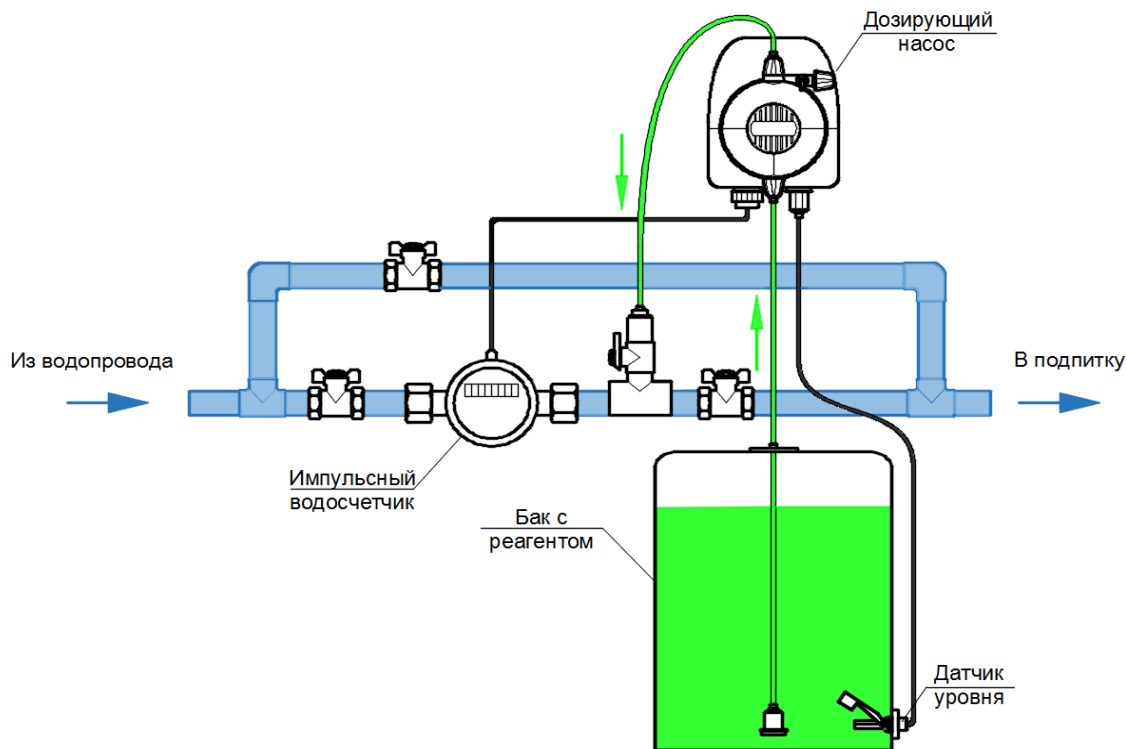 Дозирующий
насос
Из водопровода
В подпитку
Импульсный
водосчетчик
Бак с
реагентом
Датчик
уровня